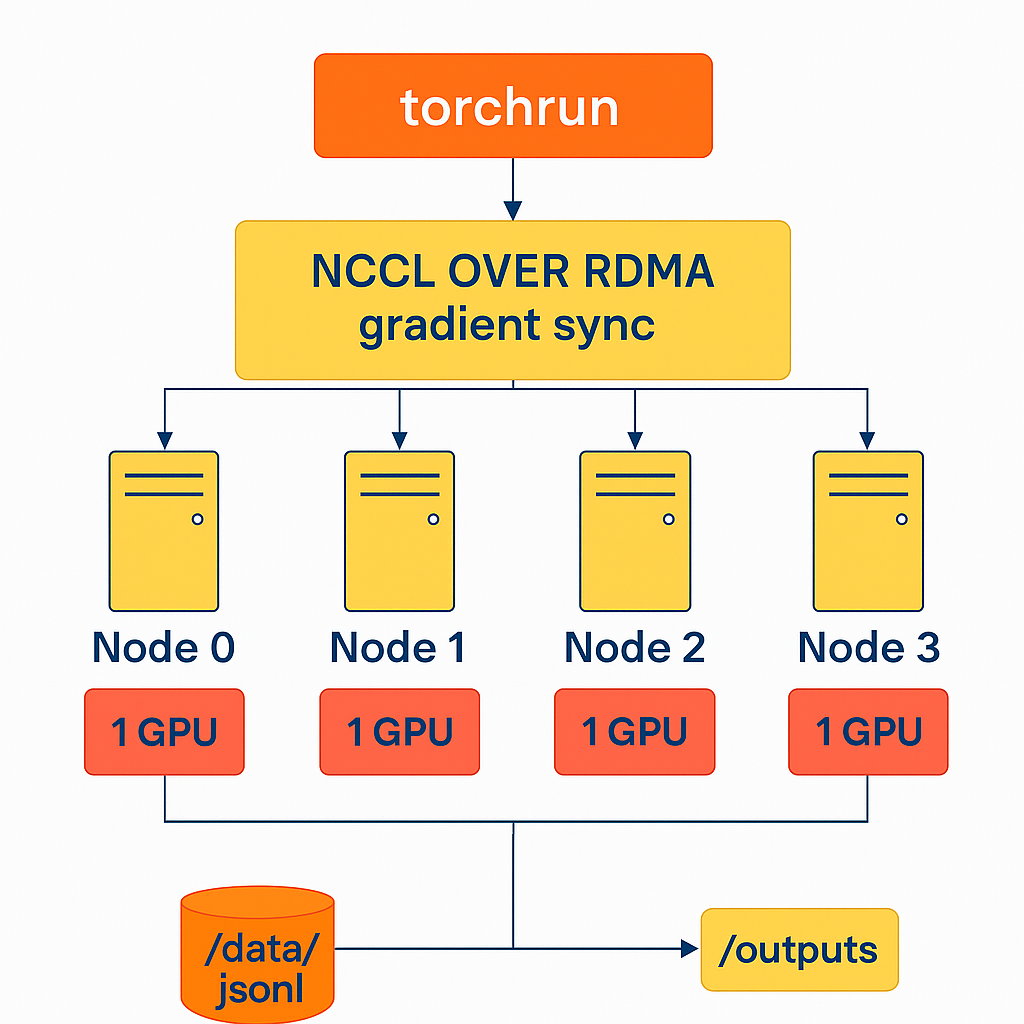 torchrun
NCCL OVER RDMA
gradient sync
Node 0
Node 1
Node 2
Node 3
1 GPU
1 GPU
1 GPU
1 GPU
/data/
jsonl
/outputs